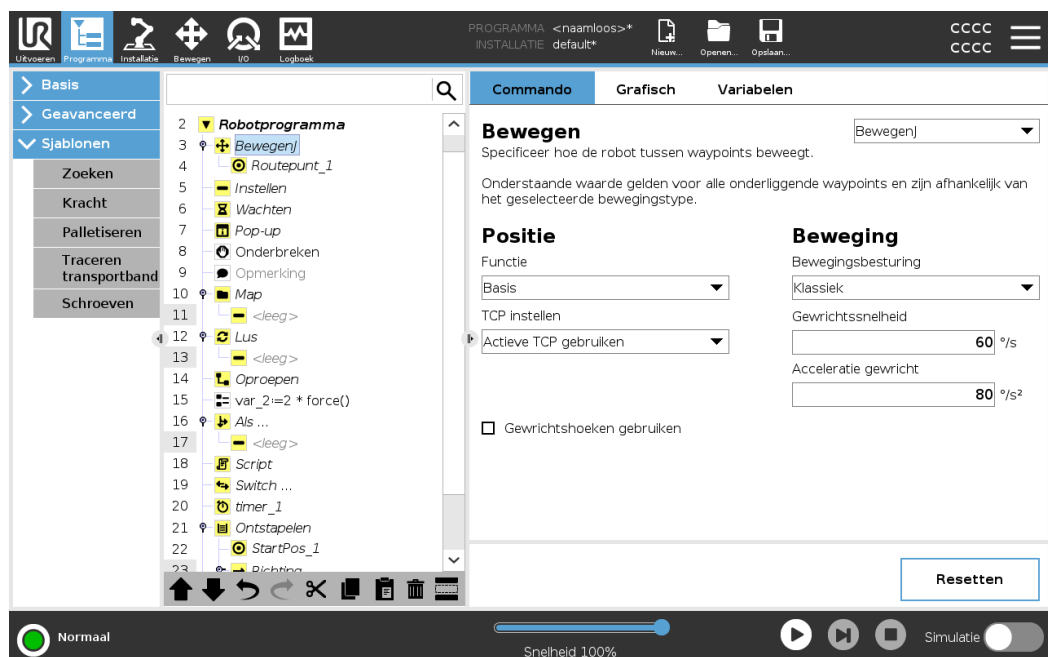 PROGRAMMA <naamloos>*
INSTALLATIE default*
Nieuw...
Openen...
Opslaan...
CCCC
CCCC
Uitvoeren
Programma
Installatie
Bewegen
I/O
Logboek
Basis
Geavanceerd
Sjablonen
Zoeken
Kracht
Palletiseren
Traceren
transportband
Schroeven
2 Robotprogramma
3 BewegenJ
4 Routepunt_1
5 Instellen
6 Wachten
7 Pop-up
8 Onderbreken
9 Opmerking
10 Map
11 <leeg>
12 Lus
13 <leeg>
14 Oproepen
15 var_2:=2 * force()
16 Als ...
17 <leeg>
18 Script
19 Switch ...
20 timer_1
21 Ontstapelen
22 StartPos_1
23 Richting
Commando
Grafisch
Variabelen
Bewegen
BewegenJ
Specificeer hoe de robot tussen waypoints beweegt.
Onderstaande waarde gelden voor alle onderliggende waypoints en zijn afhankelijk van
het geselecteerde bewegingstype.
Positie
Functie
Basis
TCP instellen
Actieve TCP gebruiken
Gewrichtshoeken gebruiken
Beweging
Bewegingsbesturing
Klassiek
Gewrichtssnelheid
60 °/s
Acceleratie gewricht
80 °/s²
Resetten
Normaal
Snelheid 100%
Simulatie